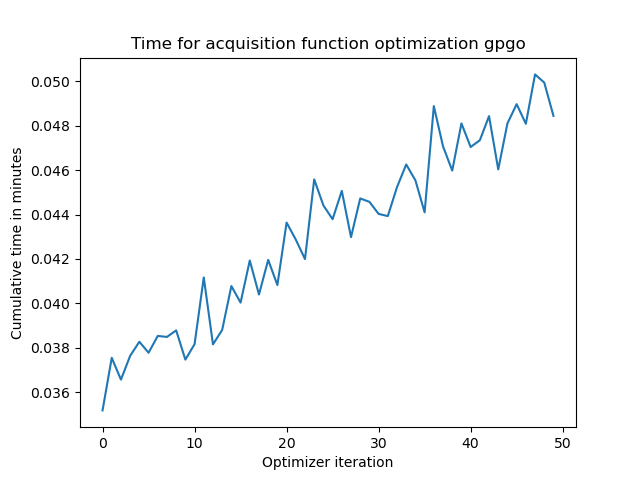 Time for acquisition function optimization gpgo
0.050
0.048
0.046
0.044
0.042
0.040
0.038
0.036
Cumulative time in minutes
0 10 20 30 40 50
Optimizer iteration